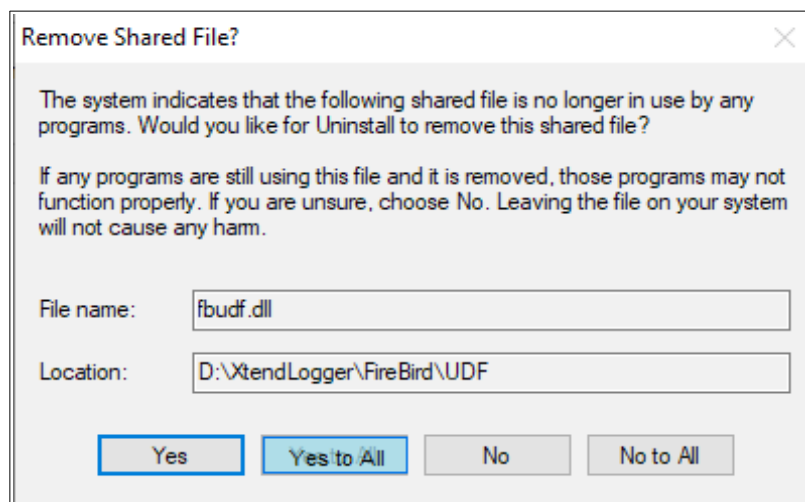 Remove Shared File?
The system indicates that the following shared file is no longer in use by any
programs. Would you like for Uninstall to remove this shared file?
If any programs are still using this file and it is removed, those programs may not
function properly. If you are unsure, choose No. Leaving the file on your system
will not cause any harm.
File name: fbudf.dll
Location: D:\XtendLogger\FireBird\UDF
Yes Yes to All No No to All